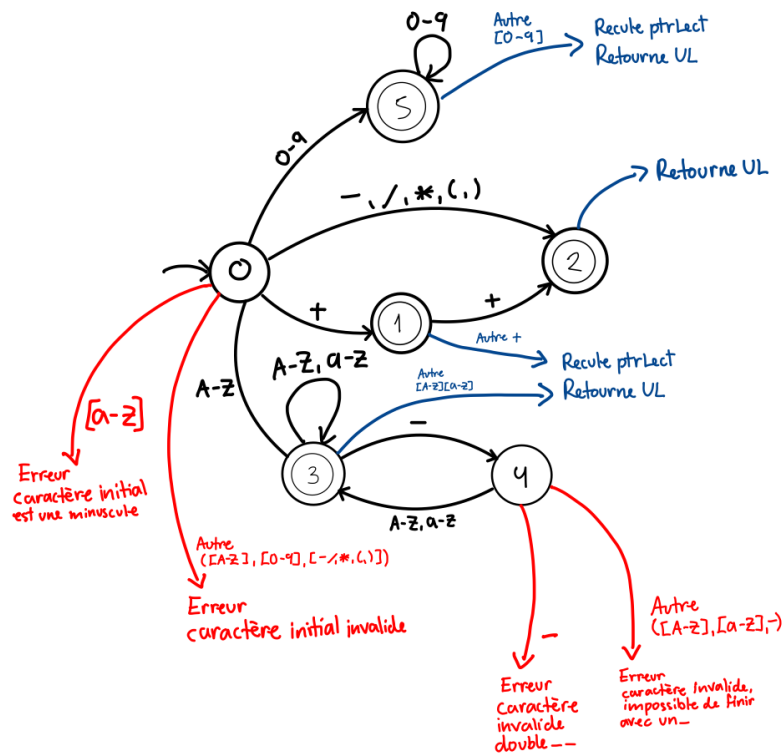 0-9
Autre
[0-9]
Recule ptrLect
Retourne UL
5
0-9
-, /, *, (, )
Retourne UL
0
2
+
1
+
Autre +
Recule ptrLect
Retourne UL
A-Z, a-z
Autre
[A-Z][a-z]
A-Z
[a-z]
Erreur
caractère initial
est une minuscule
3
-
4
A-Z, a-z
Autre
([A-Z], [0-9], [-/,*,(,)])
Erreur
caractère initial invalide
-
Erreur
caractère
invalide
double _ _
Autre
([A-Z],[a-z],-)
Erreur
caractère invalide,
impossible de finir
avec un _